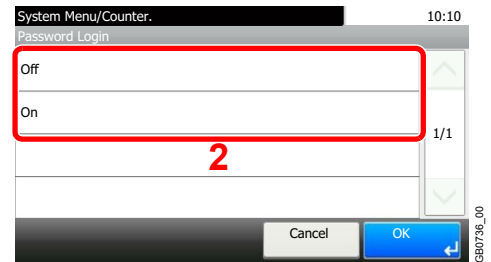 System Menu/Counter. 10:10
Password Login
Off
On
1/1
2
Cancel OK
GB0736_00